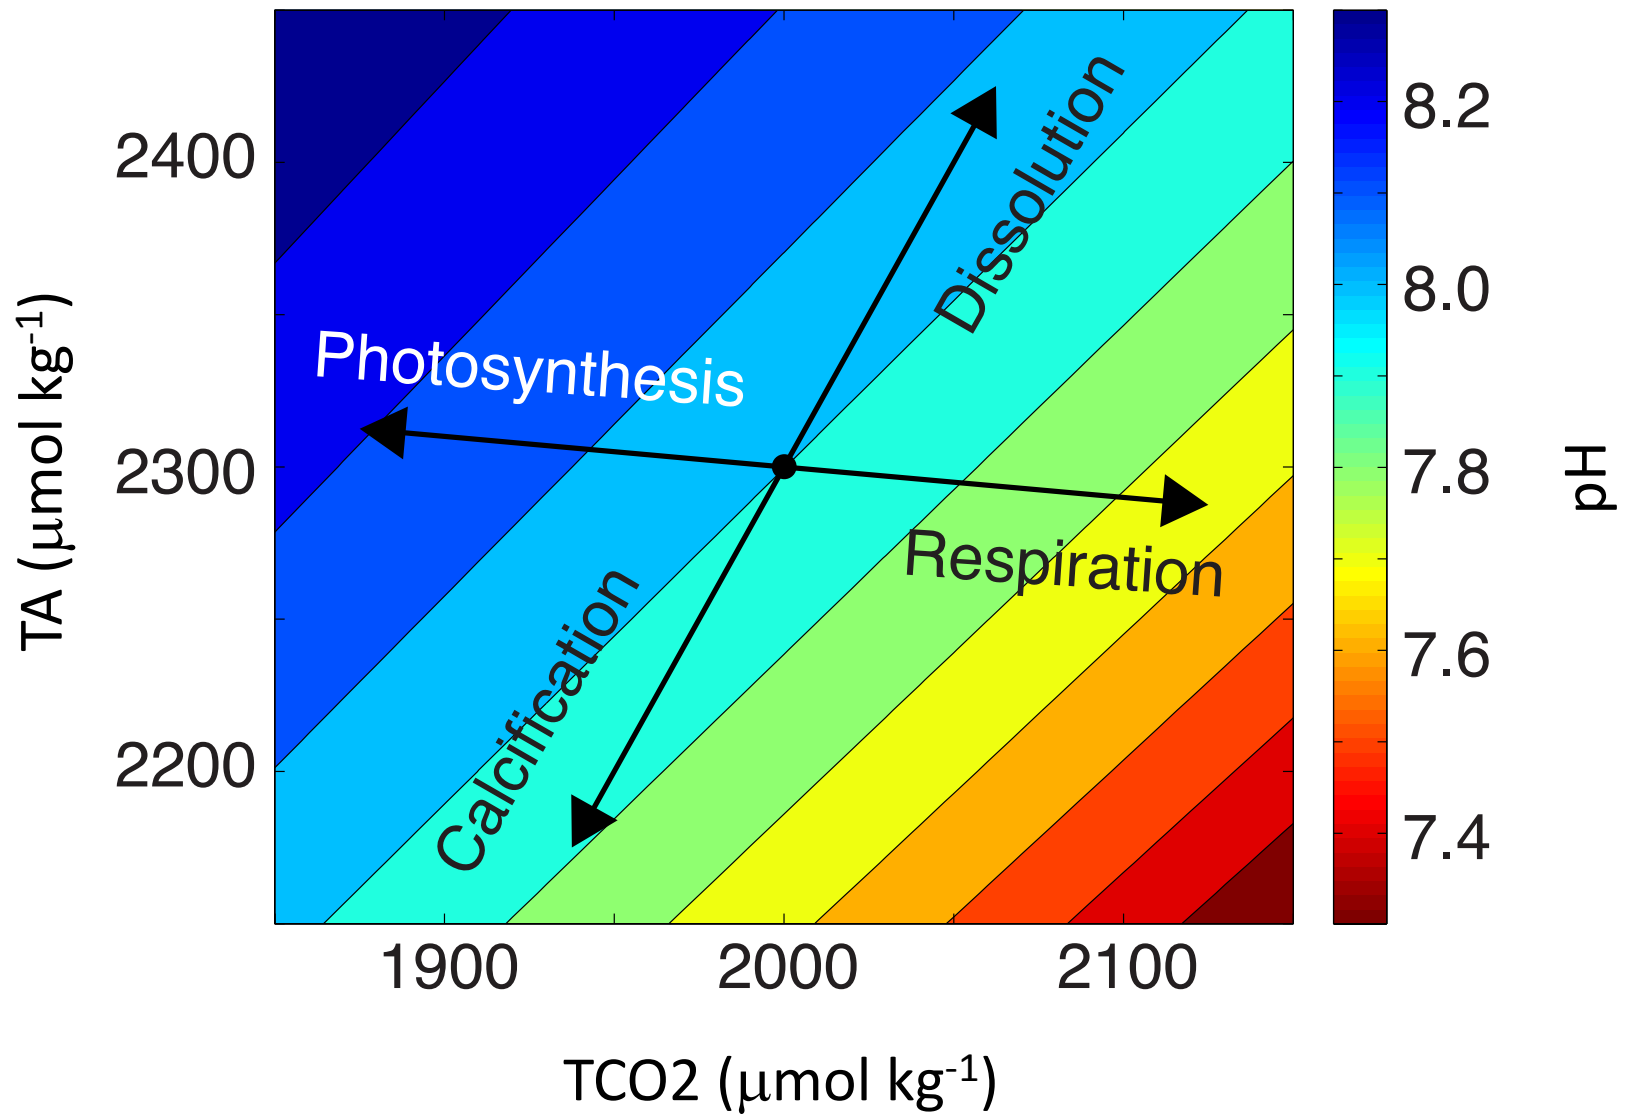 2400
2300
2200
TA (μmol kg-1)
Photosynthesis
Dissolution
Respiration
Calcification
1900
2000
2100
TCO2 (μmol kg-1)
8.2
8.0
7.8
7.6
7.4
pH